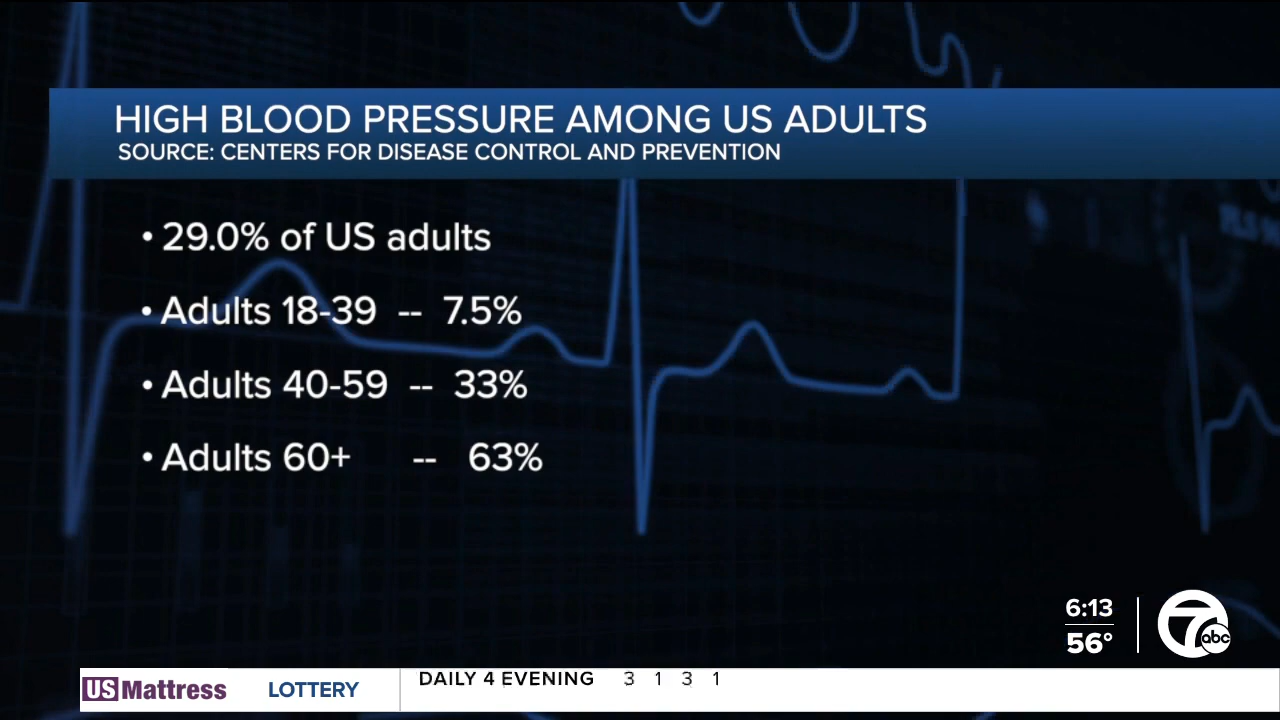 HIGH BLOOD PRESSURE AMONG US ADULTS
SOURCE: CENTERS FOR DISEASE CONTROL AND PREVENTION
• 29.0% of US adults
• Adults 18-39 -- 7.5%
• Adults 40-59 -- 33%
• Adults 60+ -- 63%
6:13
56°
7 abc
US Mattress
LOTTERY
DAILY 4 EVENING 3 1 3 1